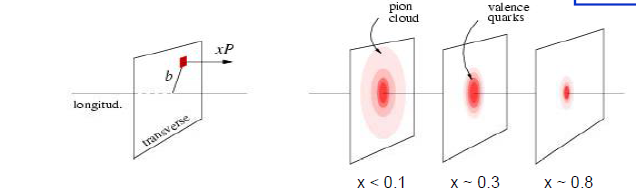 pion
cloud
valence
quarks
xP
b
longitud.
transverse
x < 0.1
x ~ 0.3
x ~ 0.8